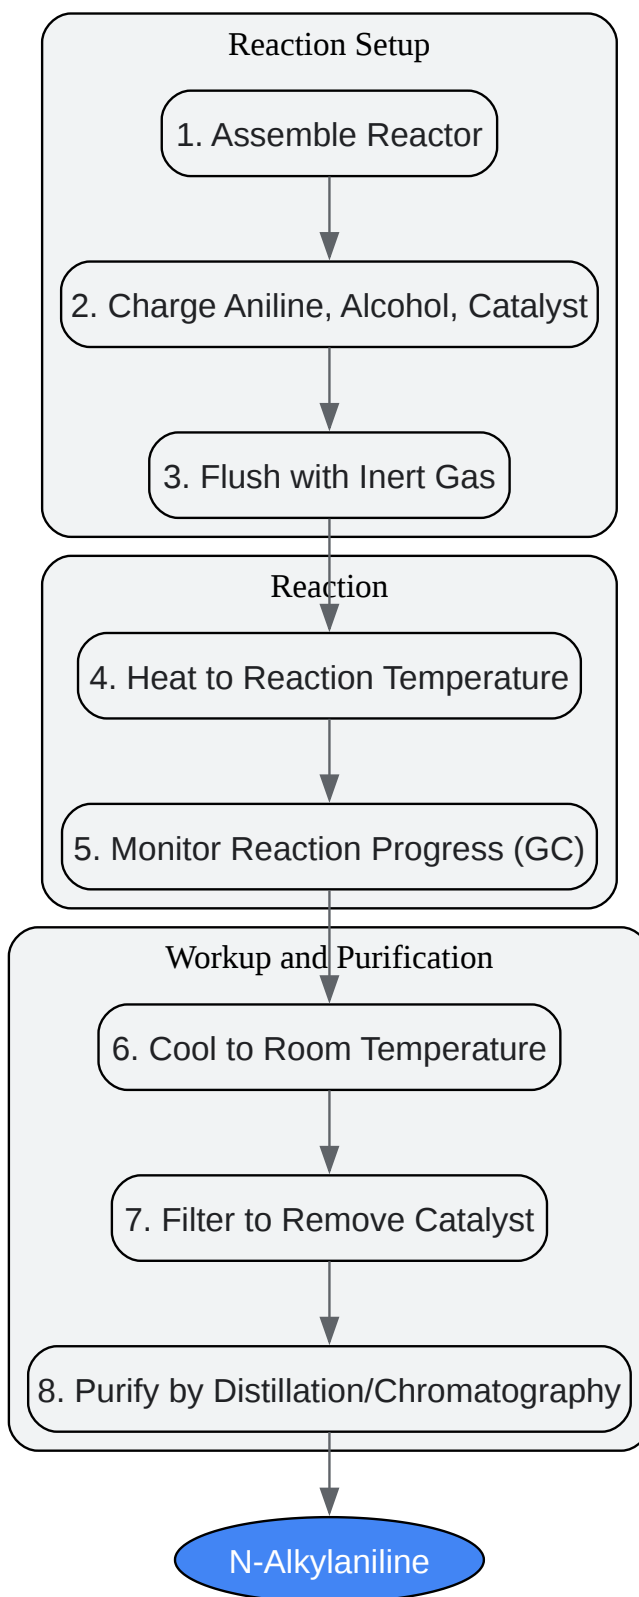 Reaction Setup
1. Assemble Reactor
2. Charge Aniline, Alcohol, Catalyst
3. Flush with Inert Gas
Reaction
4. Heat to Reaction Temperature
5. Monitor Reaction Progress (GC)
Workup and Purification
6. Cool to Room Temperature
7. Filter to Remove Catalyst
8. Purify by Distillation/Chromatography
N-Alkylaniline